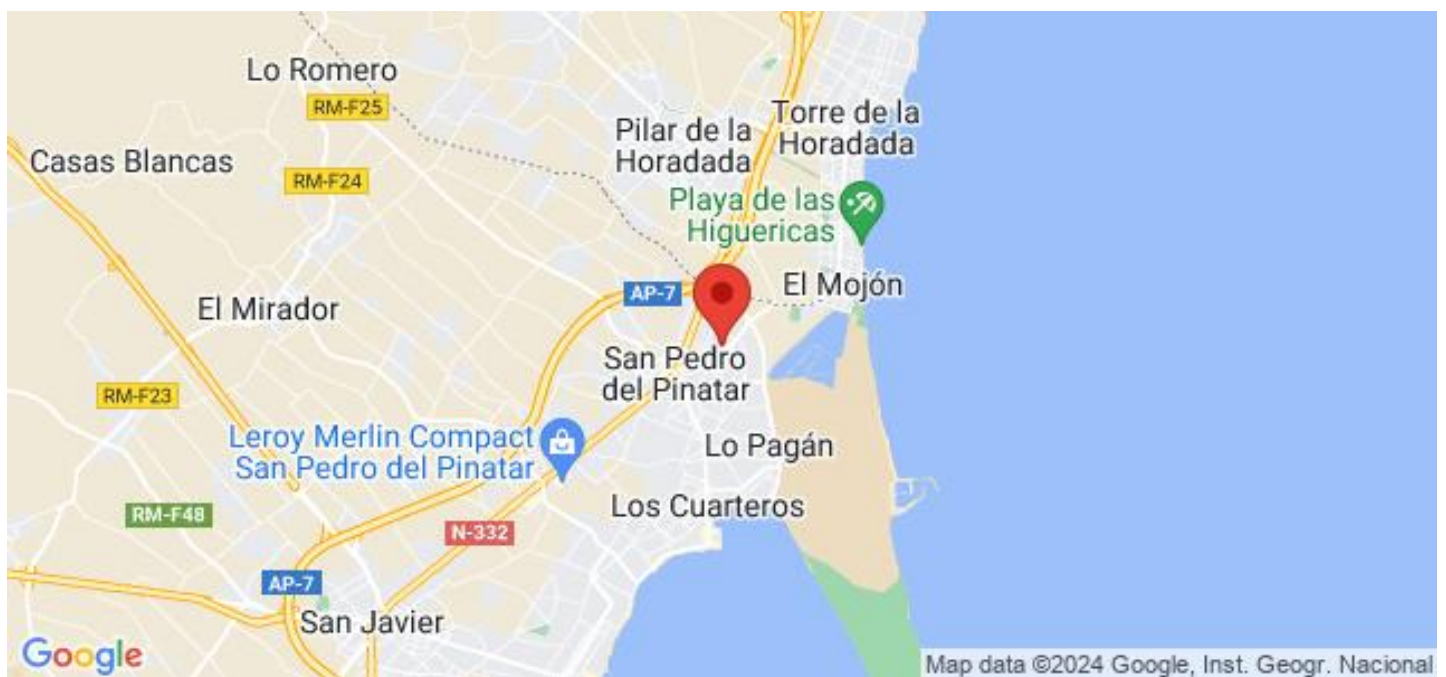 Lo Romero
RM-F25
Torre de la
Horadada
Pilar de la
Horadada
Casas Blancas
RM-F24
Playa de las
Higuericas
El Mojón
AP-7
El Mirador
San Pedro
del Pinatar
RM-F23
Leroy Merlin Compact
San Pedro del Pinatar
Lo Pagán
Los Cuarteros
RM-F48
N-332
AP-7
San Javier
Google
Map data ©2024 Google, Inst. Geogr. Nacional